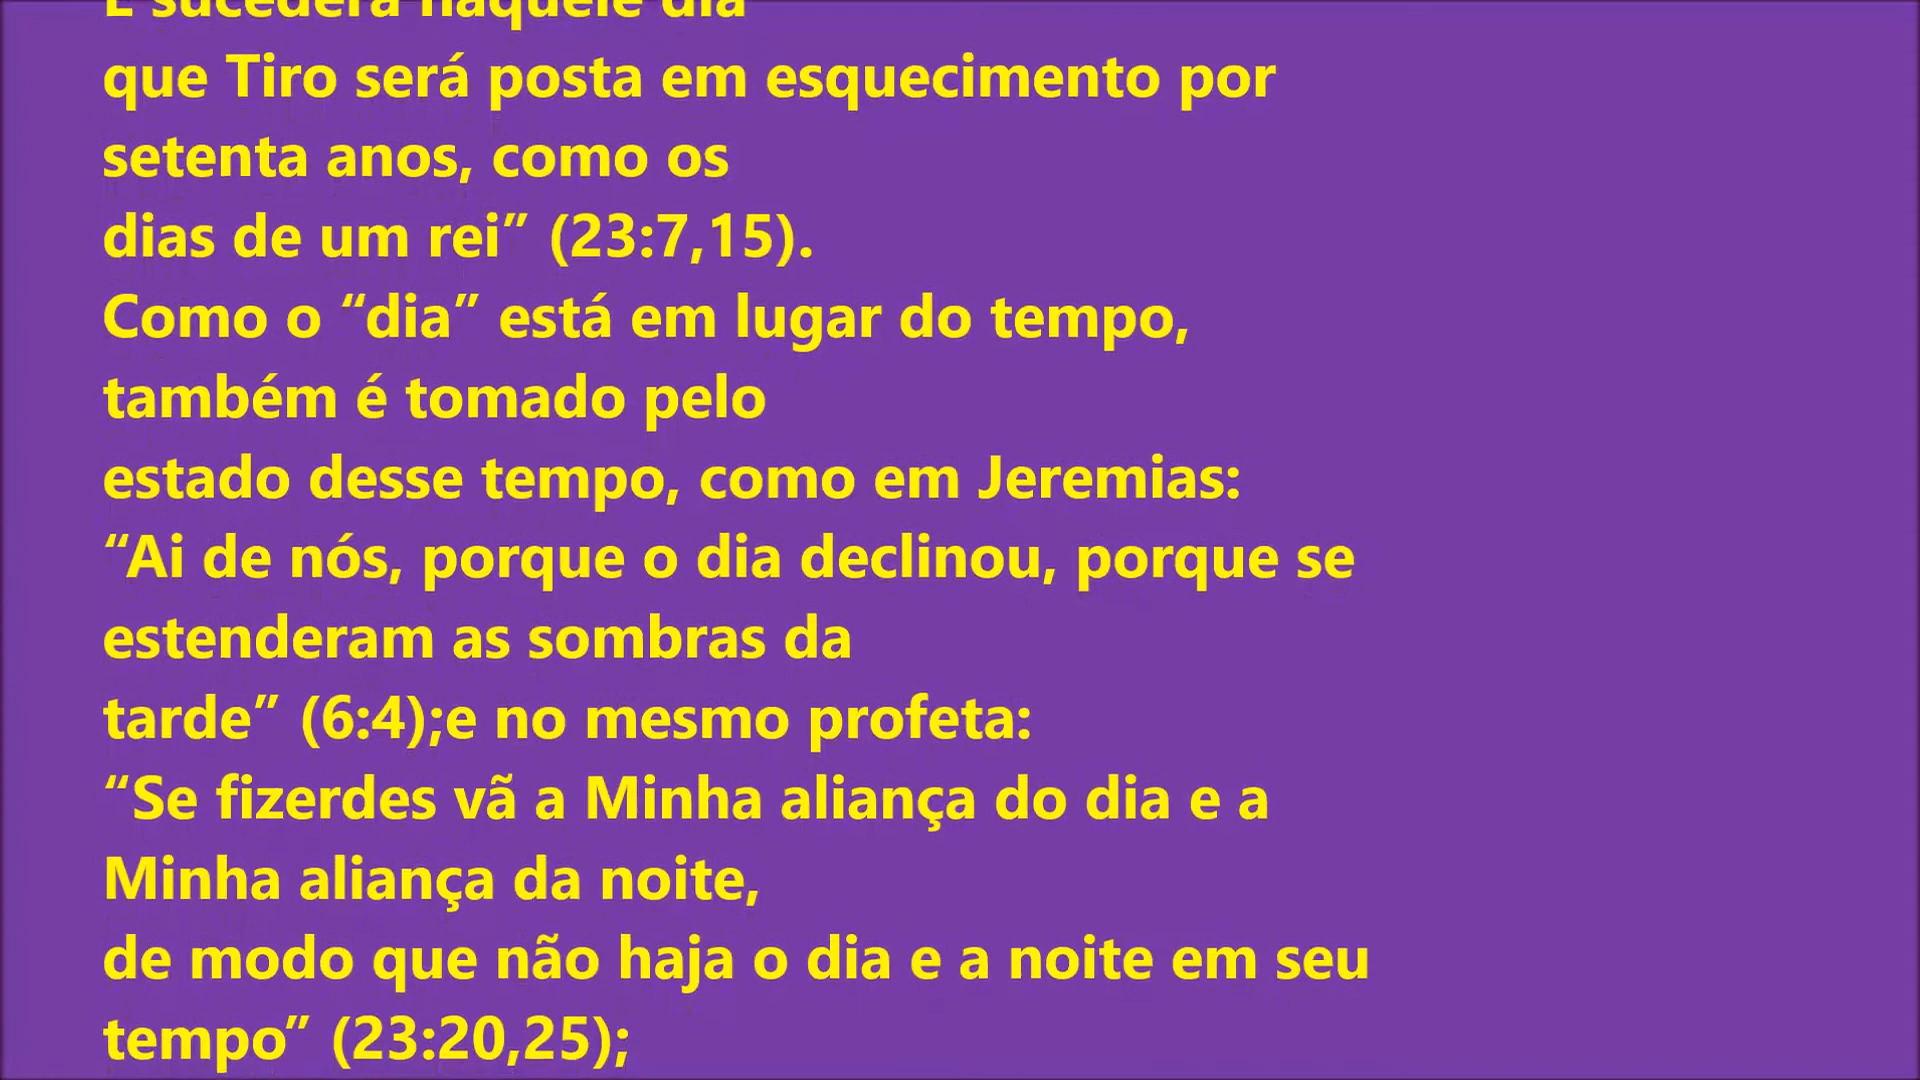 E sucederá naquele dia
que Tiro será posta em esquecimento por
setenta anos, como os
dias de um rei” (23:7,15).
Como o “dia” está em lugar do tempo,
também é tomado pelo
estado desse tempo, como em Jeremias:
“Ai de nós, porque o dia declinou, porque se
estenderam as sombras da
tarde” (6:4);e no mesmo profeta:
“Se fizerdes vã a Minha aliança do dia e a
Minha aliança da noite,
de modo que não haja o dia e a noite em seu
tempo” (23:20,25);